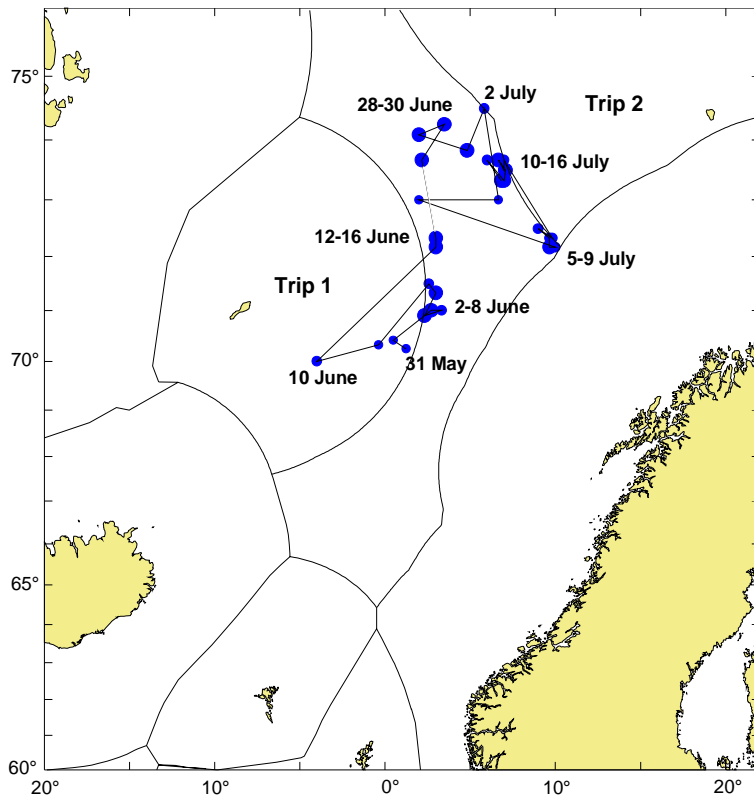 75°
2 July
Trip 2
28-30 June
10-16 July
12-16 June
5-9 July
Trip 1
2-8 June
70°
31 May
10 June
65°
60°
20°
10°
0°
10°
20°